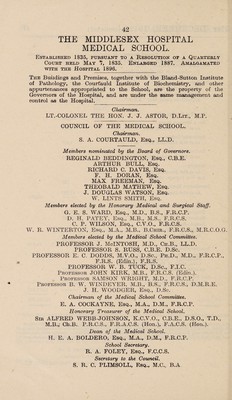 42
THE MIDDLESEX HOSPITAL
MEDICAL SCHOOL.
ESTABLISHED 1835, PURSUANT TO A RESOLUTION OF A QUARTERLY
COURT HELD MAY 7, 1835. ENLARGED 1887. AMALGAMATED
WITH THE HOSPITAL 1896.
THE Buildings and Premises, together with the Bland-Sutton Institute
of Pathology, the Courtauld Institute of Biochemistry, and other
appurtenances appropriated to the School, are the property of the
Governors of the Hospital, and are under the same management and
control as the Hospital.
Chairman.
LT.-COLONEL THE HON. J. J. ASTOR, D.LIT., M.P.
COUNCIL OF THE MEDICAL SCHOOL.
Chairman.
S. A. COURTAULD, ESQ., LL.D.
Members nominated by the Board of Governors.
REGINALD BEDDINGTON, ESQ., C.B.E.
ARTHUR BULL, ESQ.
RICHARD C. DAVIS, ESQ.
F. H. DORAN, ESQ.
MAX FREEMAN, ESQ.
THEOBALD MATHEW, ESQ.
J. DOUGLAS WATSON, ESQ.
W. LINTS SMITH, ESQ.
Members elected by the Honorary Medical and Surgical Staff.
G. E. S. WARD, ESQ., M.D., B.S., F.R.C.P.
D. H. PATEY, ESQ., M.B., M.S., F.R.C.S.
C. P. WILSON, ESQ., C.V.O., F.R.C.S.
W. R. WINTERTON, ESQ., M.A., M.B., B.CHIR., F.R.C.S., M.R.C.O.G.
Members elected by the Medical School Committee.
PROFESSOR J. McINTOSH, M.D., CH.B., LL.D.
PROFESSOR S. RUSS, C.B.E., D.SC.
PROFESSOR E. C. DODDS, M.V.O., D.SC., PH.D., M.D., F.R.C.P.,
F.R.S. (Edin.), F.R.S.
PROFESSOR W. B. TUCK, D.SC., F.I.C.
PROFESSOR JOHN KIRK, M.B., F.R.C.S. (Edin.).
PROFESSOR SAMSON WRIGHT, M.D., F.R.C.P.
PROFESSOR B. W. WINDEYER, M.B., B.S., F.R.C.S., D.M.R.E.
J. H. WOODGER, ESQ., D.SC.
Chairman of the Medical School Committee.
E. A. COCKAYNE, ESQ., M.A., D.M., F.R.C.P.
Honorary Treasurer of the Medical School.
SIR ALFRED WEBB-JOHNSON, K.C.V.O., C.B.E., D.S.O., T.D.,
M.B., CH.B. P.R.C.S., F.R.A.C.S. (Hon.), F.A.C.S. (Hon.).
Dean of the Medical School.
H. E. A. BOLDERO, ESQ., M.A., D.M., F.R.C.P.
School Secretary.
R. A. FOLEY, ESQ., F.C.C.S.
Secretary to the Council.
S. R. C. PLIMSOLL, ESQ., M.C., B.A